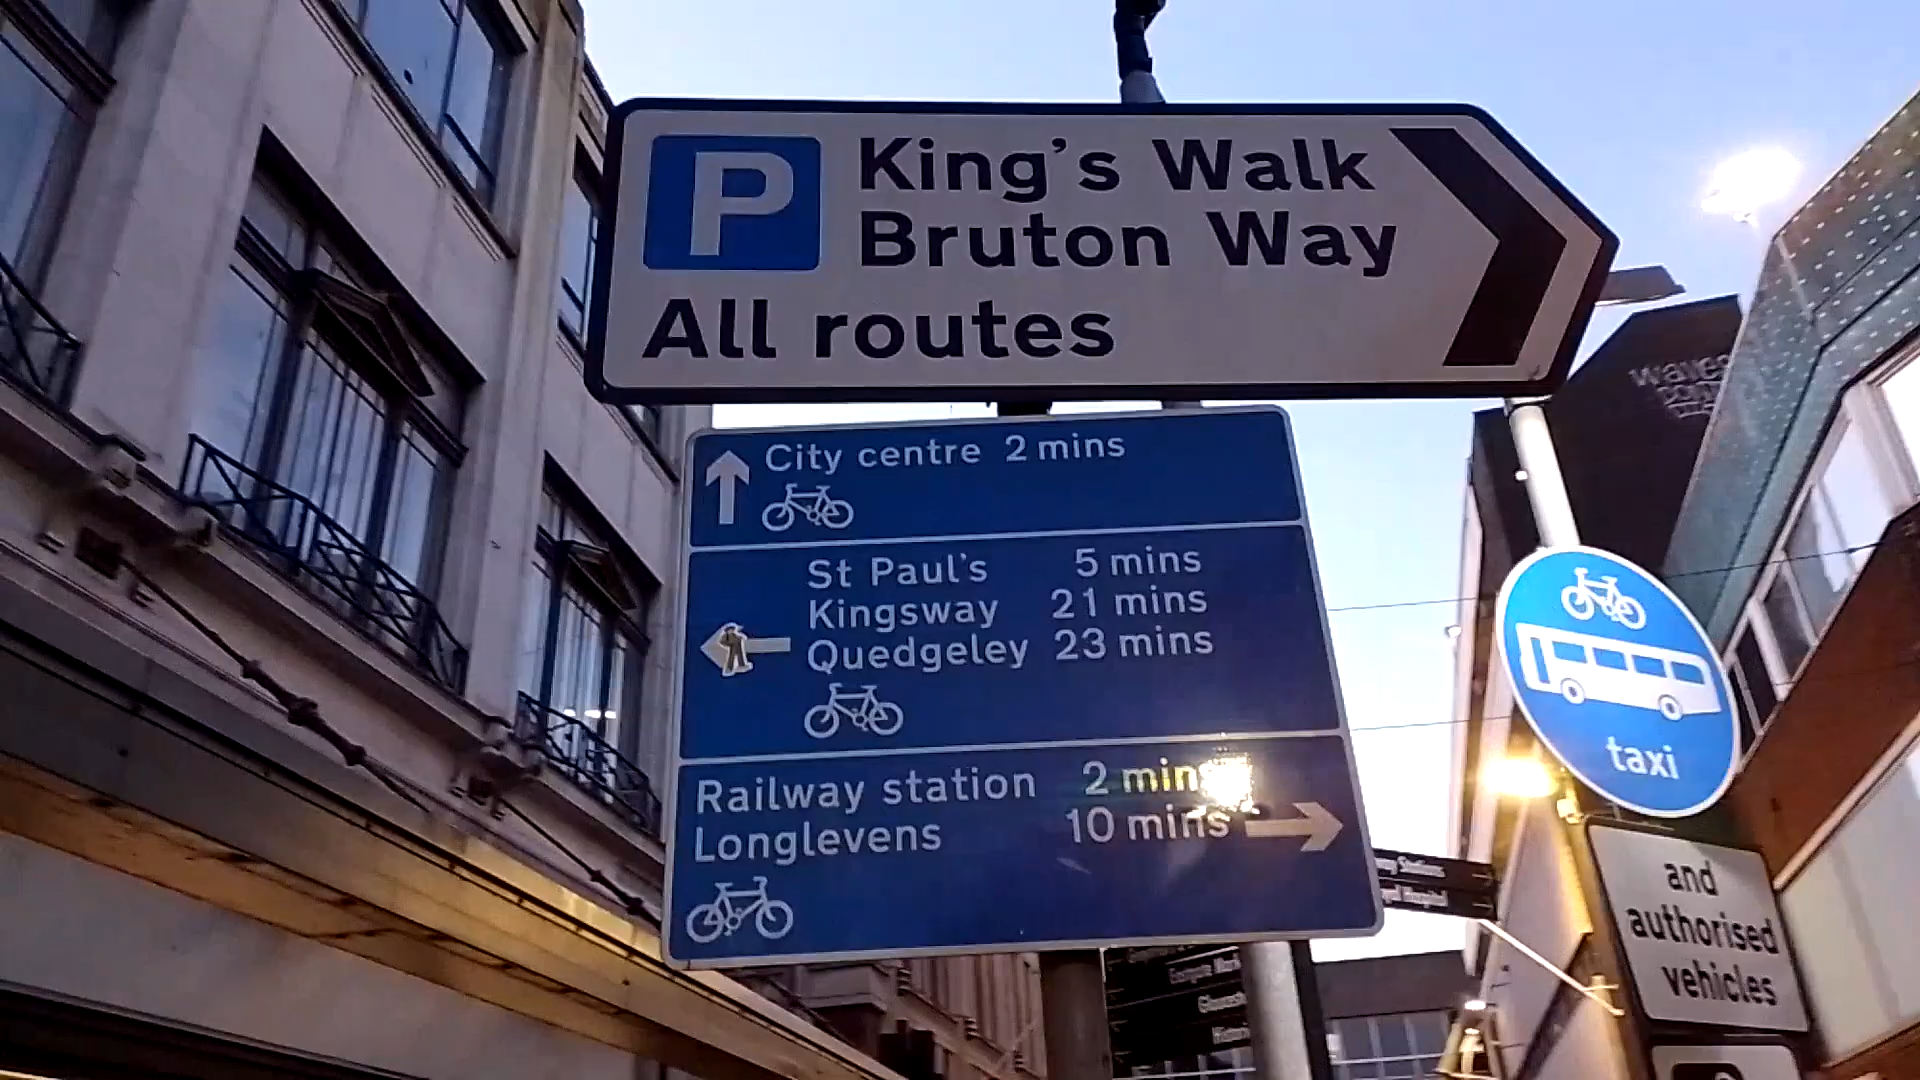 P King's Walk
Bruton Way
All routes
City centre 2 mins
St Paul's 5 mins
Kingsway 21 mins
Quedgeley 23 mins
Railway station 2 mins
Longlevens 10 mins
taxi
and
authorised
vehicles